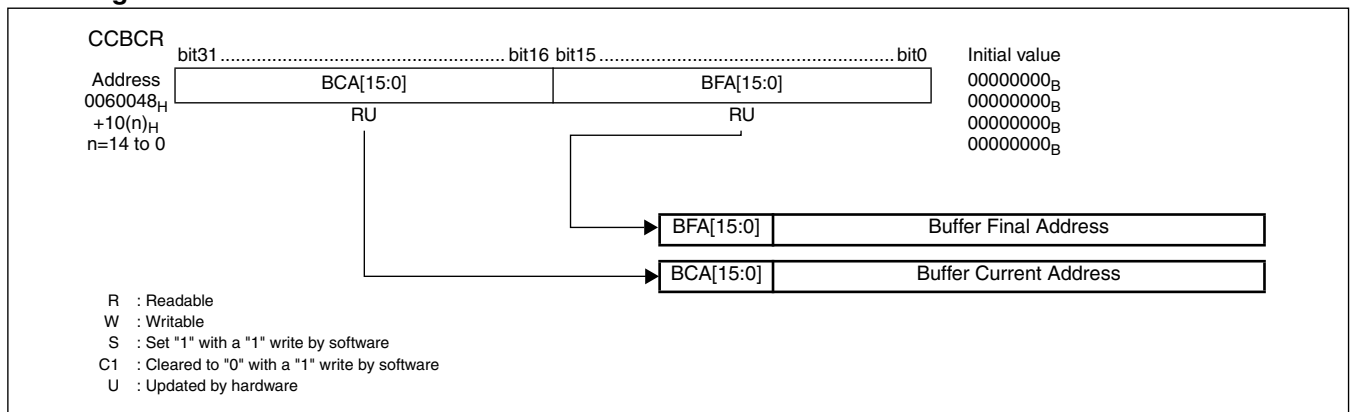 CCBCR
bit31 ..................................................... bit16 bit15 ....................................................... bit0 Initial value
Address BCA[15:0] BFA[15:0] 00000000B
0060048H 00000000B
+10(n)H RU RU 00000000B
n=14 to 0 00000000B
BFA[15:0] Buffer Final Address
BCA[15:0] Buffer Current Address
R : Readable
W : Writable
S : Set "1" with a "1" write by software
C1 : Cleared to "0" with a "1" write by software
U : Updated by hardware